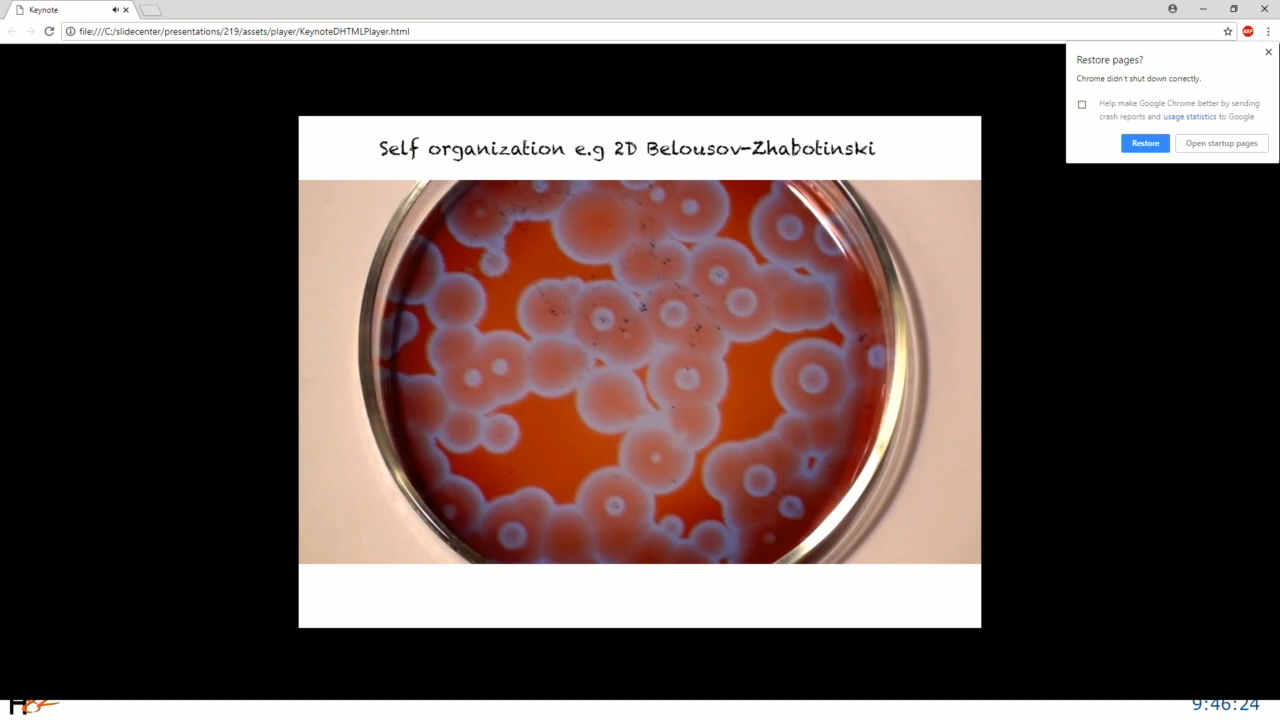 Keynote
file:///C:/slidecenter/presentations/219/assets/player/KeynoteDHTMLPlayer.html
ABP
Restore pages?
Chrome didn't shut down correctly.
Help make Google Chrome better by sending
crash reports and usage statistics to Google
Restore
Open startup pages
Self organization e.g 2D Belousov-Zhabotinski
9:46:24